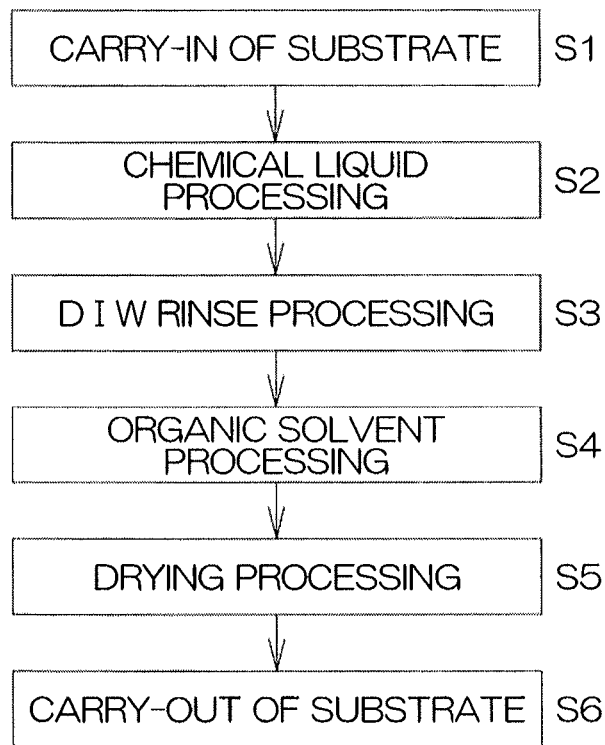 CARRY-IN OF SUBSTRATE S1
CHEMICAL LIQUID
PROCESSING S2
D I W RINSE PROCESSING S3
ORGANIC SOLVENT
PROCESSING S4
DRYING PROCESSING S5
CARRY-OUT OF SUBSTRATE S6